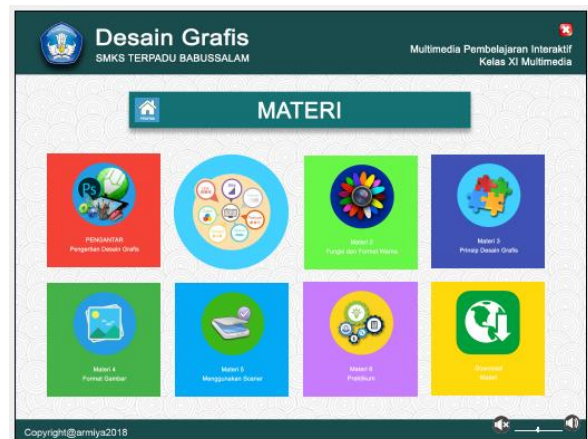 Desain Grafis
SMKS TERPADU BABUSSALAM
Multimedia Pembelajaran Interaktif
Kelas XI Multimedia
Home
MATERI
Ps
PENGANTAR
Pengertian Desain Grafis
Materi 2
Fungsi dan Format Warna
Materi 3
Prinsip Desain Grafis
Materi 4
Format Gambar
Materi 5
Menggunakan Scaner
Materi 6
Praktikum
Download
Materi
Copyright@armiya2018